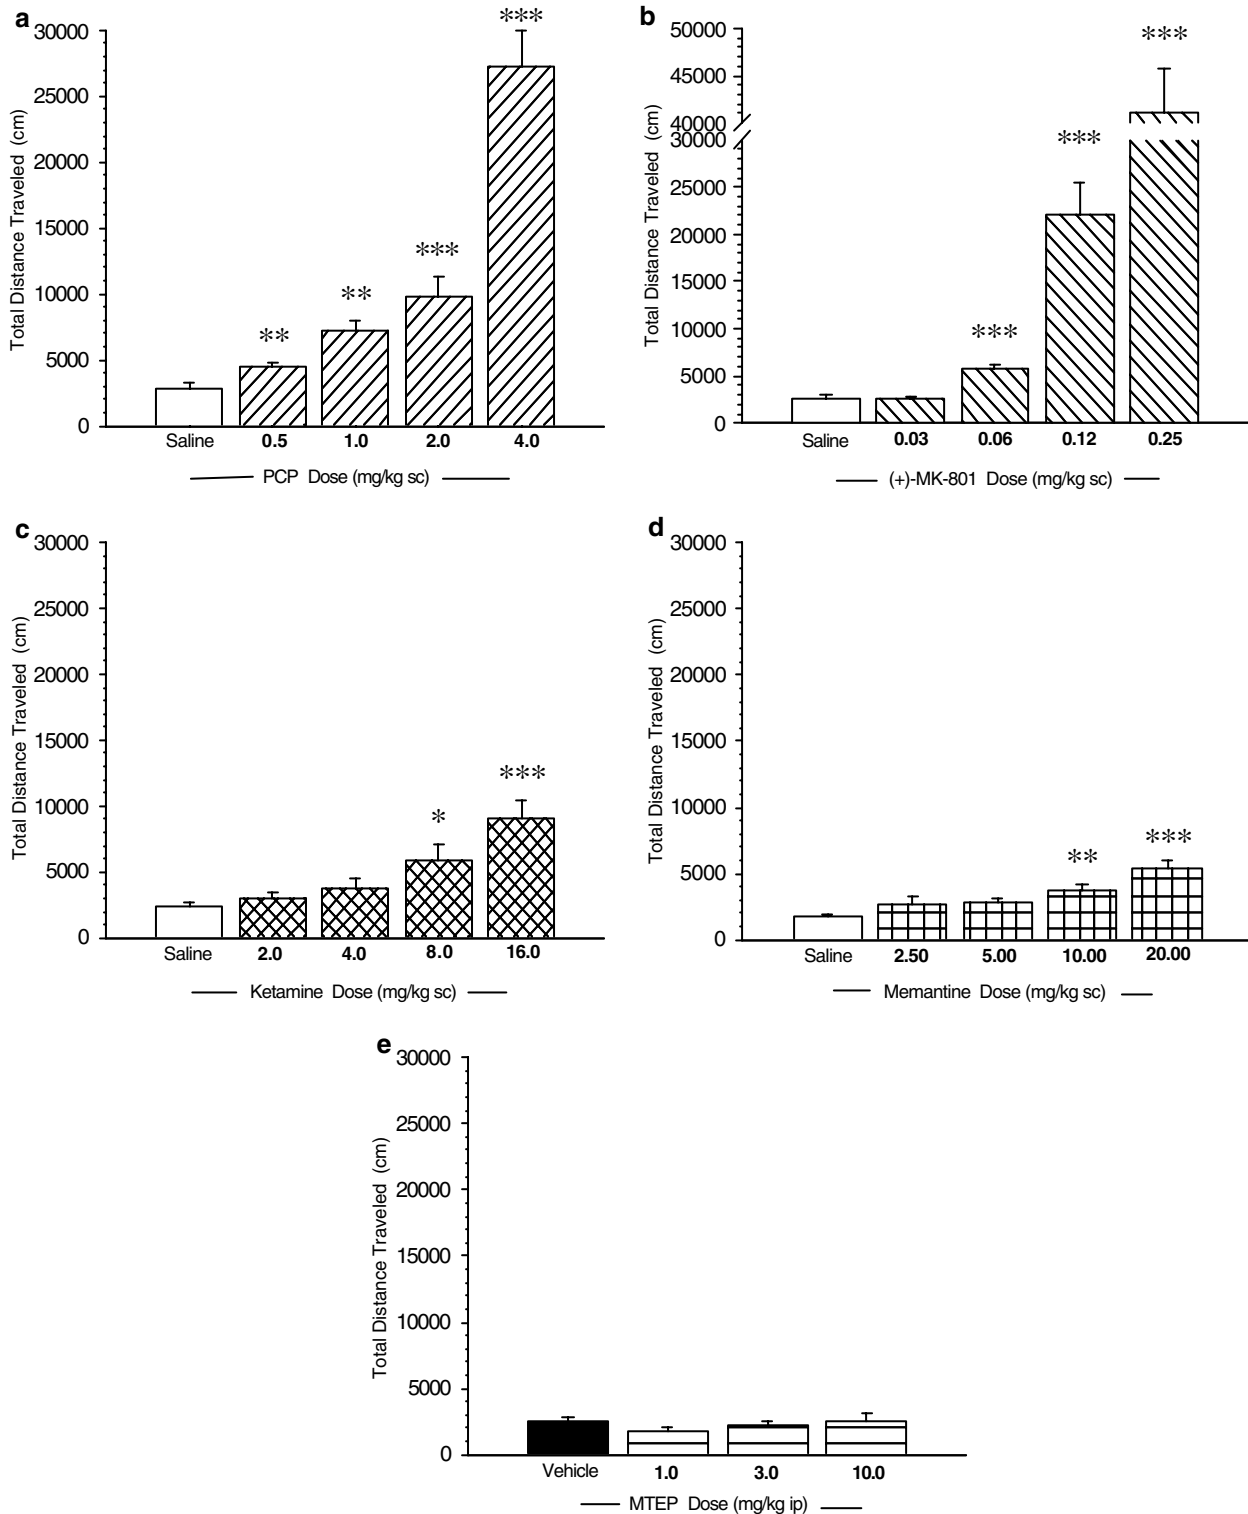 a
Total Distance Traveled (cm)
30000
25000
20000
15000
10000
5000
0
**
**
***
***
Saline 0.5 1.0 2.0 4.0
PCP Dose (mg/kg sc)
b
Total Distance Traveled (cm)
50000
45000
40000
30000
25000
20000
15000
10000
5000
0
***
***
***
Saline 0.03 0.06 0.12 0.25
(+)-MK-801 Dose (mg/kg sc)
c
Total Distance Traveled (cm)
30000
25000
20000
15000
10000
5000
0
*
***
Saline 2.0 4.0 8.0 16.0
Ketamine Dose (mg/kg sc)
d
Total Distance Traveled (cm)
30000
25000
20000
15000
10000
5000
0
**
***
Saline 2.50 5.00 10.00 20.00
Memantine Dose (mg/kg sc)
e
Total Distance Traveled (cm)
30000
25000
20000
15000
10000
5000
0
Vehicle 1.0 3.0 10.0
MTEP Dose (mg/kg ip)